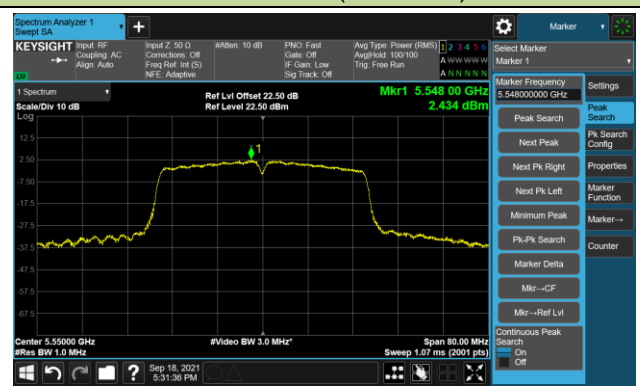 Spectrum Analyzer 1
Swept SA
Marker
KEYSIGHT
Input: RF
Coupling: AC
Align: Auto
Input Z: 50 Ω
Corrections: Off
Freq Ref: Int (S)
NFE: Adaptive
#Atten: 10 dB
PNO: Fast
Gate: Off
IF Gain: Low
Sig Track: Off
Avg Type: Power (RMS)
Avg|Hold: 100/100
Trig: Free Run
1 2 3 4 5 6
A W W W W W
A N N N N N
LXI
Select Marker
Marker 1
1 Spectrum
Scale/Div 10 dB
Log
Ref Lvl Offset 22.50 dB
Ref Level 22.50 dBm
Mkr1 5.548 00 GHz
2.434 dBm
1
12.5
2.50
-7.50
-17.5
-27.5
-37.5
-47.5
-57.5
-67.5
Center 5.55000 GHz
#Res BW 1.0 MHz
#Video BW 3.0 MHz*
Span 80.00 MHz
Sweep 1.07 ms (2001 pts)
Marker Frequency
5.548000000 GHz
Peak Search
Next Peak
Next Pk Right
Next Pk Left
Minimum Peak
Pk-Pk Search
Marker Delta
Mkr→CF
Mkr→Ref Lvl
Continuous Peak
Search
On
Off
Settings
Peak
Search
Pk Search
Config
Properties
Marker
Function
Marker→
Counter
Sep 18, 2021
5:31:36 PM